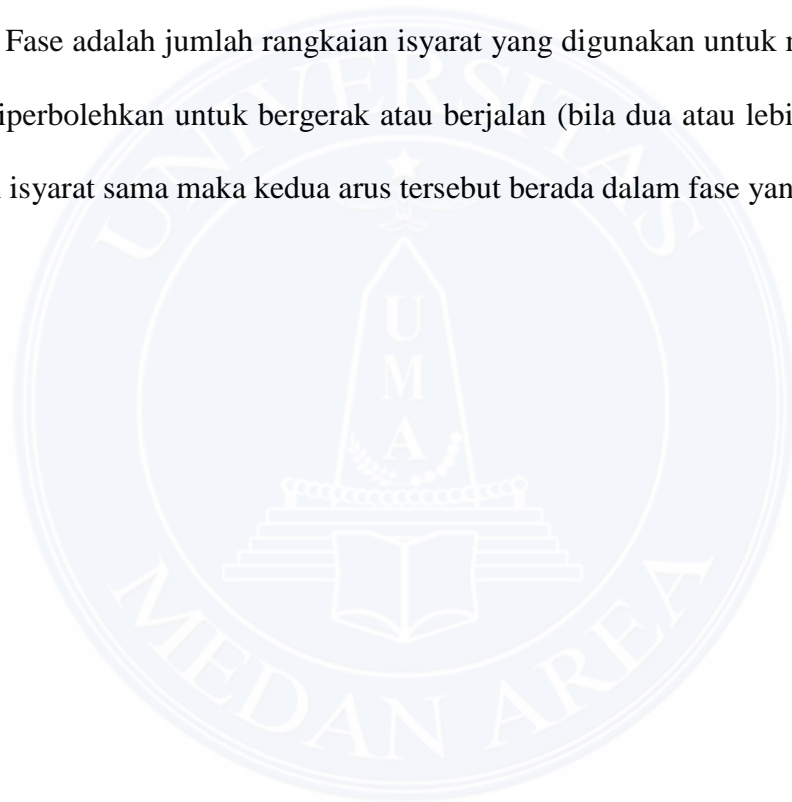 Fase adalah jumlah rangkaian isyarat yang digunakan untuk
iperbolehkan untuk bergerak atau berjalan (bila dua atau lebi
isyarat sama maka kedua arus tersebut berada dalam fase yan
UNIVERSITAS
U
M
A
MEDAN AREA